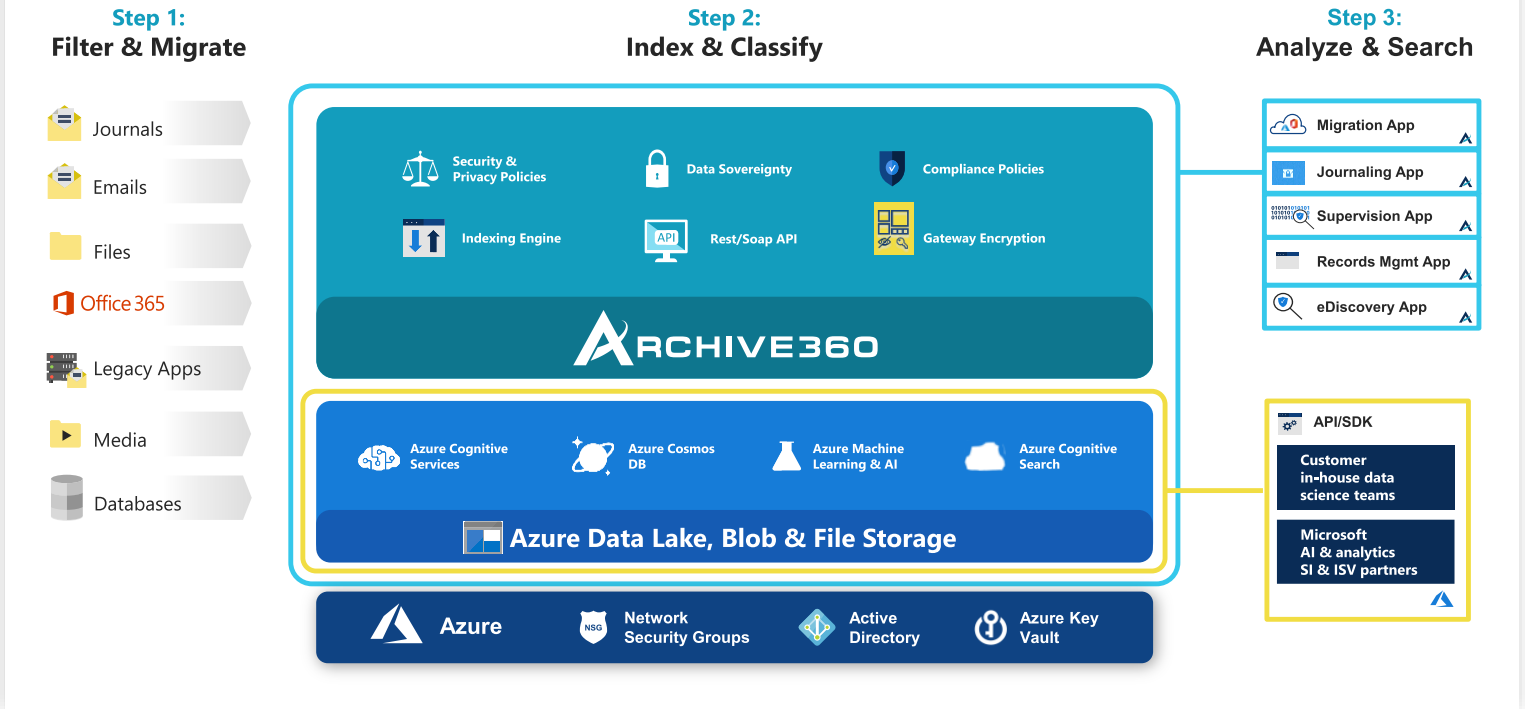 Step 1:
Filter & Migrate
Journals
Emails
Files
Office 365
Legacy Apps
Media
Databases
Step 2:
Index & Classify
Security &
Privacy Policies
Data Sovereignty
Compliance Policies
Indexing Engine
API
Rest/Soap API
Gateway Encryption
ARCHIVE360
Azure Cognitive
Services
Azure Cosmos
DB
Azure Machine
Learning & AI
Azure Cognitive
Search
Azure Data Lake, Blob & File Storage
Azure
NSG
Network
Security Groups
Active
Directory
Azure Key
Vault
Step 3:
Analyze & Search
Migration App
Journaling App
Supervision App
Records Mgmt App
eDiscovery App
API/SDK
Customer
in-house data
science teams
Microsoft
AI & analytics
SI & ISV partners